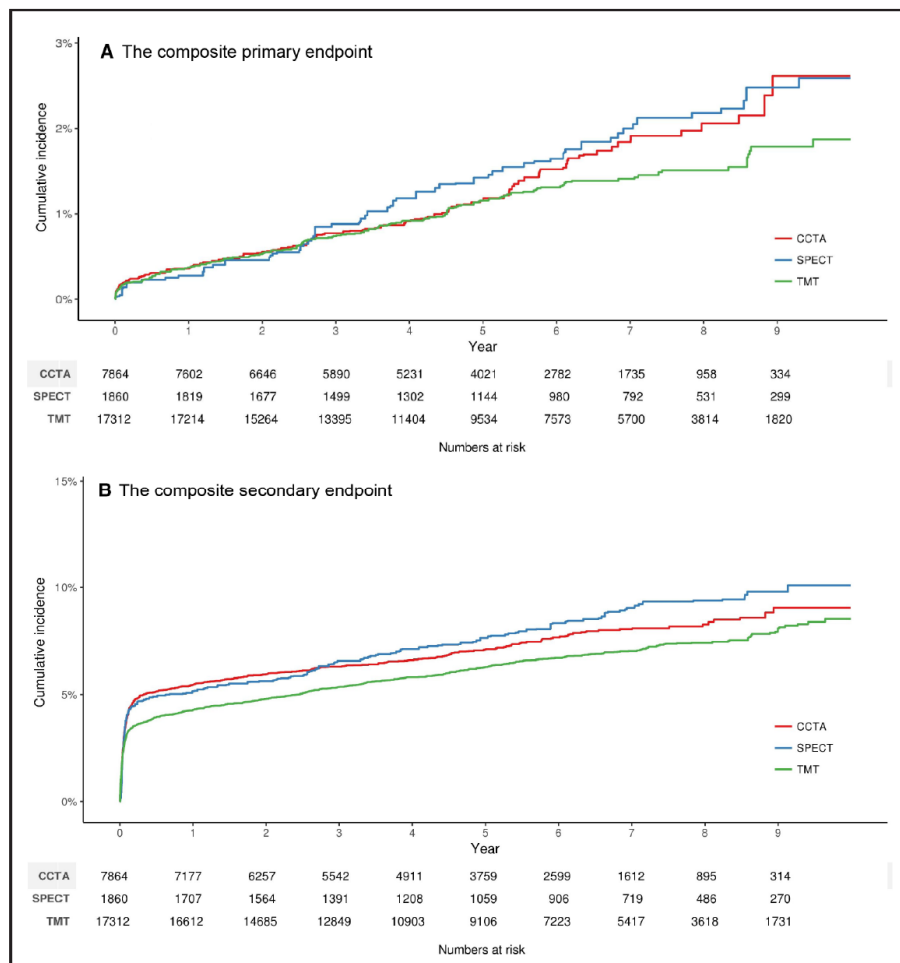 A The composite primary endpoint
3%
2%
1%
0%
Cumulative incidence
CCTA
SPECT
TMT
0 1 2 3 4 5 6 7 8 9
Year
CCTA 7864 7602 6646 5890 5231 4021 2782 1735 958 334
SPECT 1860 1819 1677 1499 1302 1144 980 792 531 299
TMT 17312 17214 15264 13395 11404 9534 7573 5700 3814 1820
Numbers at risk
B The composite secondary endpoint
15%
10%
5%
0%
Cumulative incidence
CCTA
SPECT
TMT
0 1 2 3 4 5 6 7 8 9
Year
CCTA 7864 7177 6257 5542 4911 3759 2599 1612 895 314
SPECT 1860 1707 1564 1391 1208 1059 906 719 486 270
TMT 17312 16612 14685 12849 10903 9106 7223 5417 3618 1731
Numbers at risk